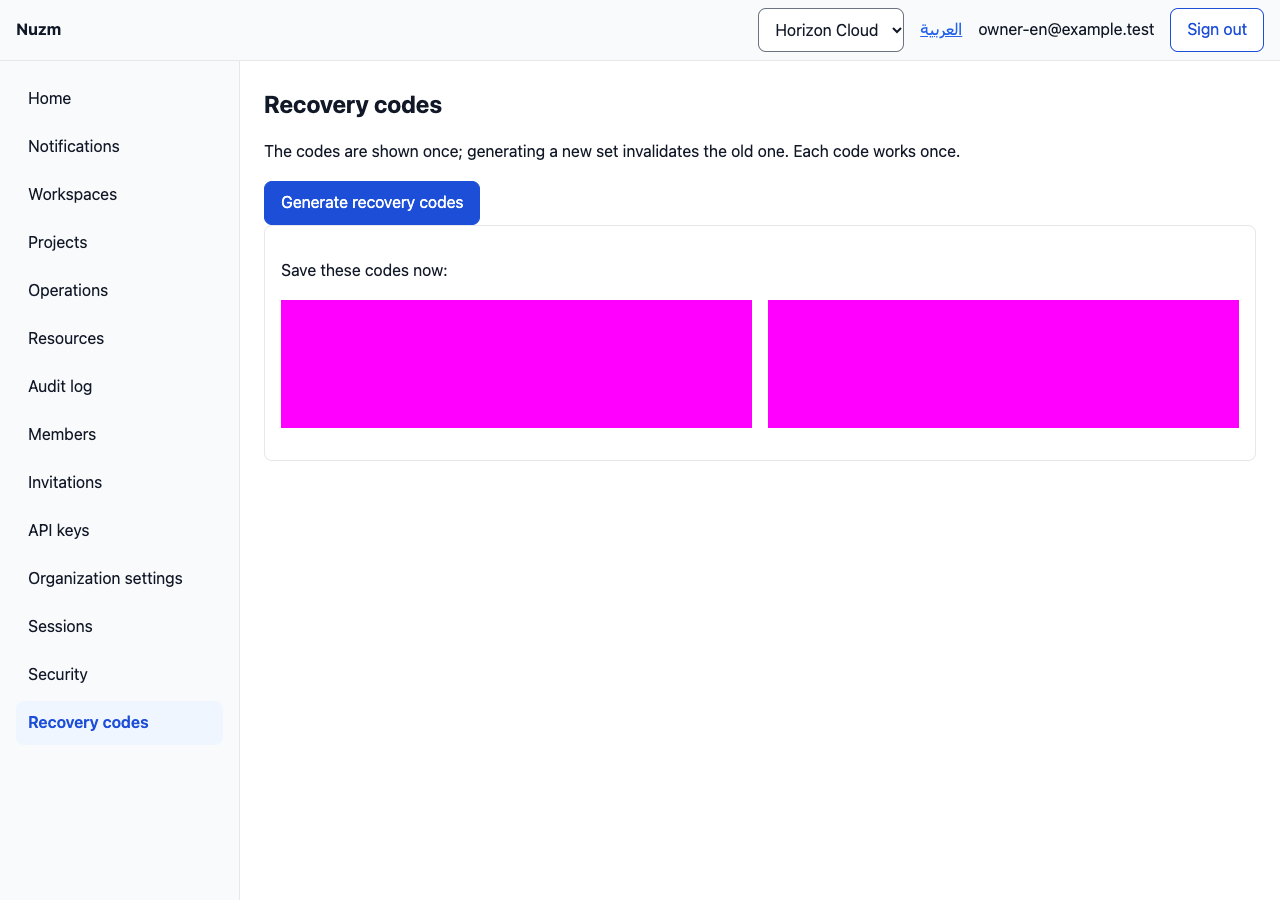 Nuzm
Horizon Cloud
العربية
owner-en@example.test
Sign out
Home
Notifications
Workspaces
Projects
Operations
Resources
Audit log
Members
Invitations
API keys
Organization settings
Sessions
Security
Recovery codes
Recovery codes
The codes are shown once; generating a new set invalidates the old one. Each code works once.
Generate recovery codes
Save these codes now: